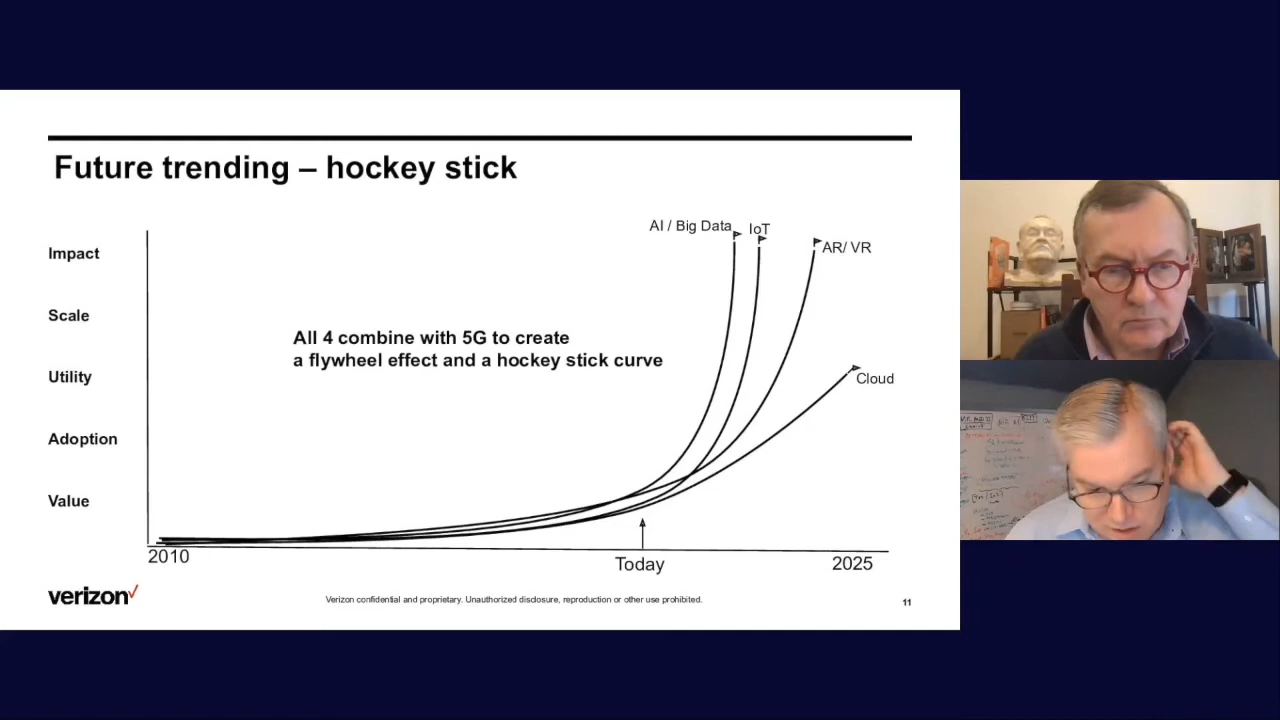 Future trending – hockey stick
AI / Big Data
IoT
AR/ VR
Impact
Scale
All 4 combine with 5G to create
a flywheel effect and a hockey stick curve
Utility
Cloud
Adoption
Value
2010
Today
2025
verizon
Verizon confidential and proprietary. Unauthorized disclosure, reproduction or other use prohibited.
11